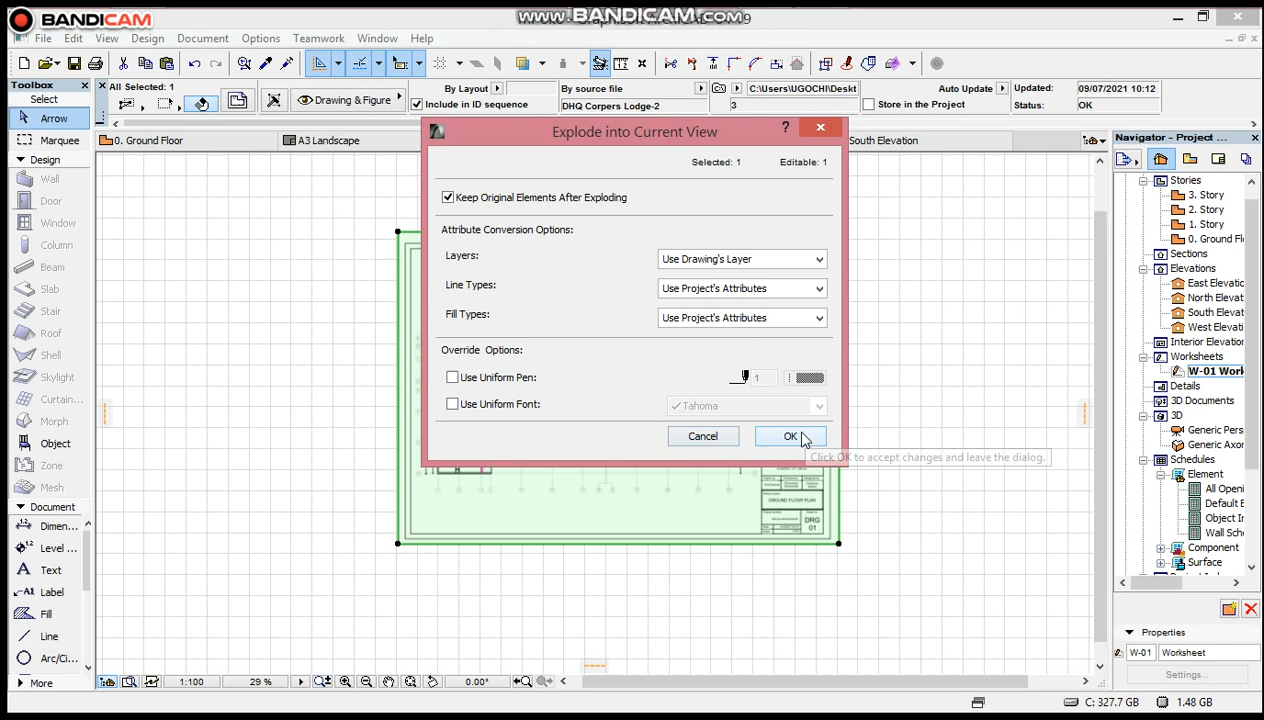 BANDICAM
www.BANDICAM.com
File Edit View Design Document Options Teamwork Window Help
Toolbox
Select
Arrow
Marquee
Design
Wall
Door
Window
Column
Beam
Slab
Stair
Roof
Shell
Skylight
Curtain...
Morph
Object
Zone
Mesh
Document
Dimen...
Level ...
Text
Label
Fill
Line
Arc/Ci...
More
All Selected: 1
Drawing & Figure
By Layout
Include in ID sequence
By source file
DHQ Corpers Lodge-2
3
C:\Users\UGOCHI\Deskt
Store in the Project
Auto Update
Updated:
09/07/2021 10:12
Status:
OK
0. Ground Floor
A3 Landscape
South Elevation
Explode into Current View
?
Selected: 1
Editable: 1
Keep Original Elements After Exploding
Attribute Conversion Options:
Layers:
Use Drawing's Layer
Line Types:
Use Project's Attributes
Fill Types:
Use Project's Attributes
Override Options:
Use Uniform Pen:
1
Use Uniform Font:
Tahoma
Cancel
OK
Click OK to accept changes and leave the dialog.
GROUND FLOOR PLAN
DRG
01
Navigator - Project ...
Stories
3. Story
2. Story
1. Story
0. Ground Fl
Sections
Elevations
East Elevati
North Elevat
South Eleva
West Elevat
Interior Elevation
Worksheets
W-01 Work
Details
3D Documents
3D
Generic Pers
Generic Axor
Schedules
Element
All Openi
Default E
Object In
Wall Sche
Component
Surface
Properties
W-01
Worksheet
Settings...
1:100
29 %
0.00°
C: 327.7 GB
1.48 GB